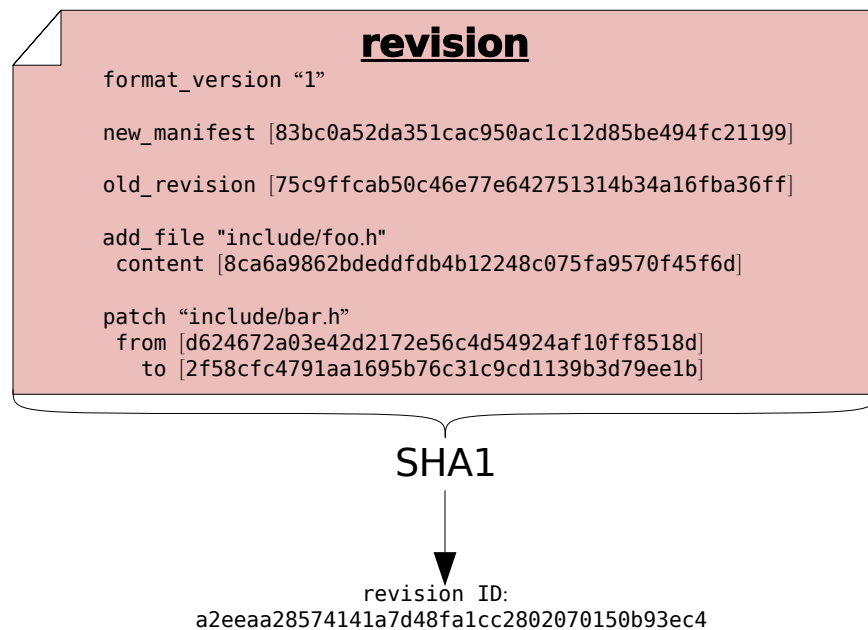 revision
format_version “1”
new_manifest [83bc0a52da351cac950ac1c12d85be494fc21199]
old_revision [75c9ffcab50c46e77e642751314b34a16fba36ff]
add_file "include/foo.h"
content [8ca6a9862bdeddfdb4b12248c075fa9570f45f6d]
patch “include/bar.h”
from [d624672a03e42d2172e56c4d54924af10ff8518d]
to [2f58cfc4791aa1695b76c31c9cd1139b3d79ee1b]
SHA1
revision ID:
a2eeaa28574141a7d48fa1cc2802070150b93ec4